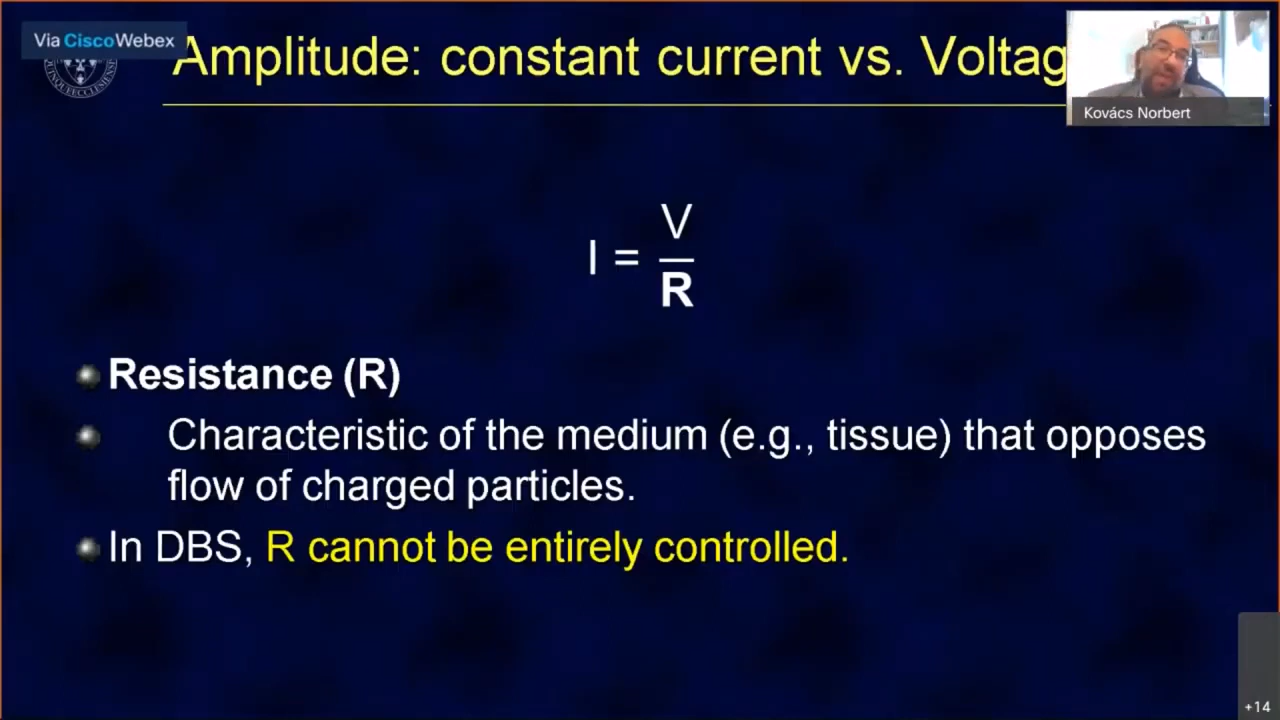 Via CiscoWebex
Amplitude: constant current vs. Voltag
Kovács Norbert
V
I =
R
Resistance (R)
Characteristic of the medium (e.g., tissue) that opposes
flow of charged particles.
In DBS, R cannot be entirely controlled.
+14